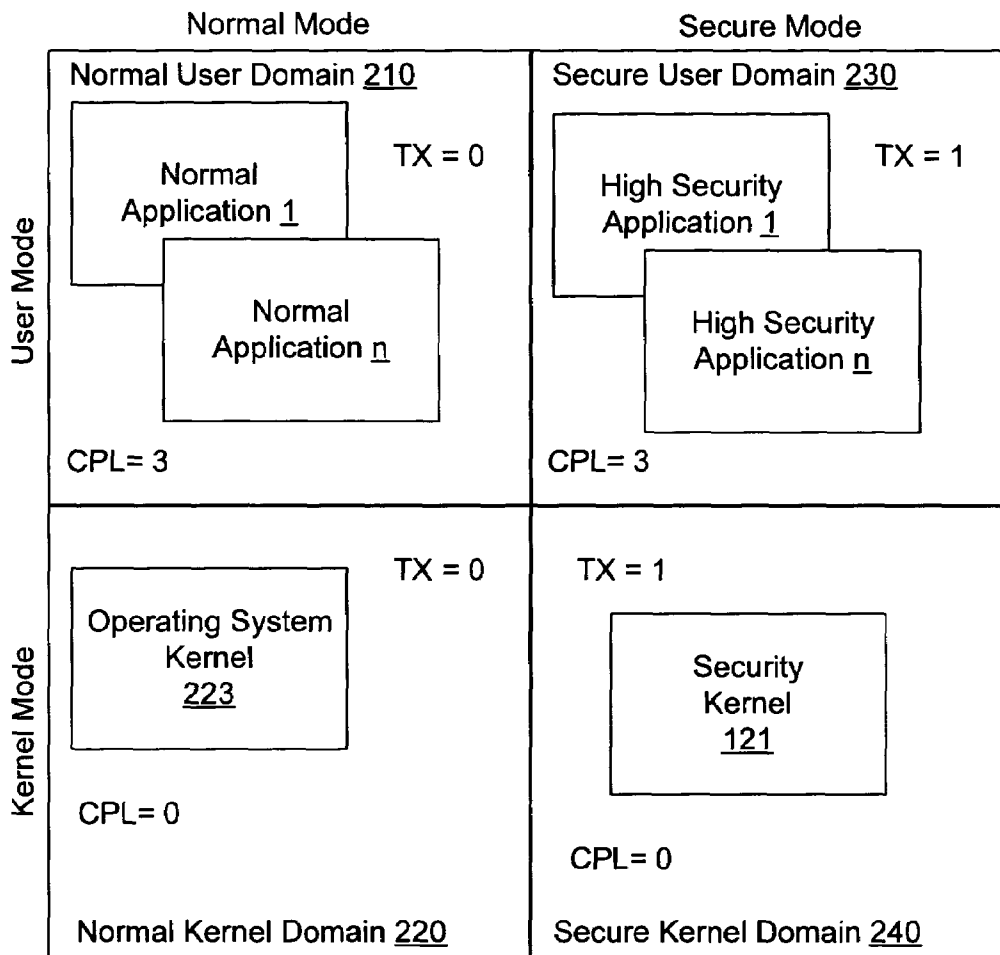 Normal Mode
Secure Mode
User Mode
Normal User Domain 210
TX = 0
Normal
Application 1
Normal
Application n
CPL= 3
Secure User Domain 230
TX = 1
High Security
Application 1
High Security
Application n
CPL= 3
Kernel Mode
TX = 0
Operating System
Kernel
223
CPL= 0
Normal Kernel Domain 220
TX = 1
Security
Kernel
121
CPL= 0
Secure Kernel Domain 240